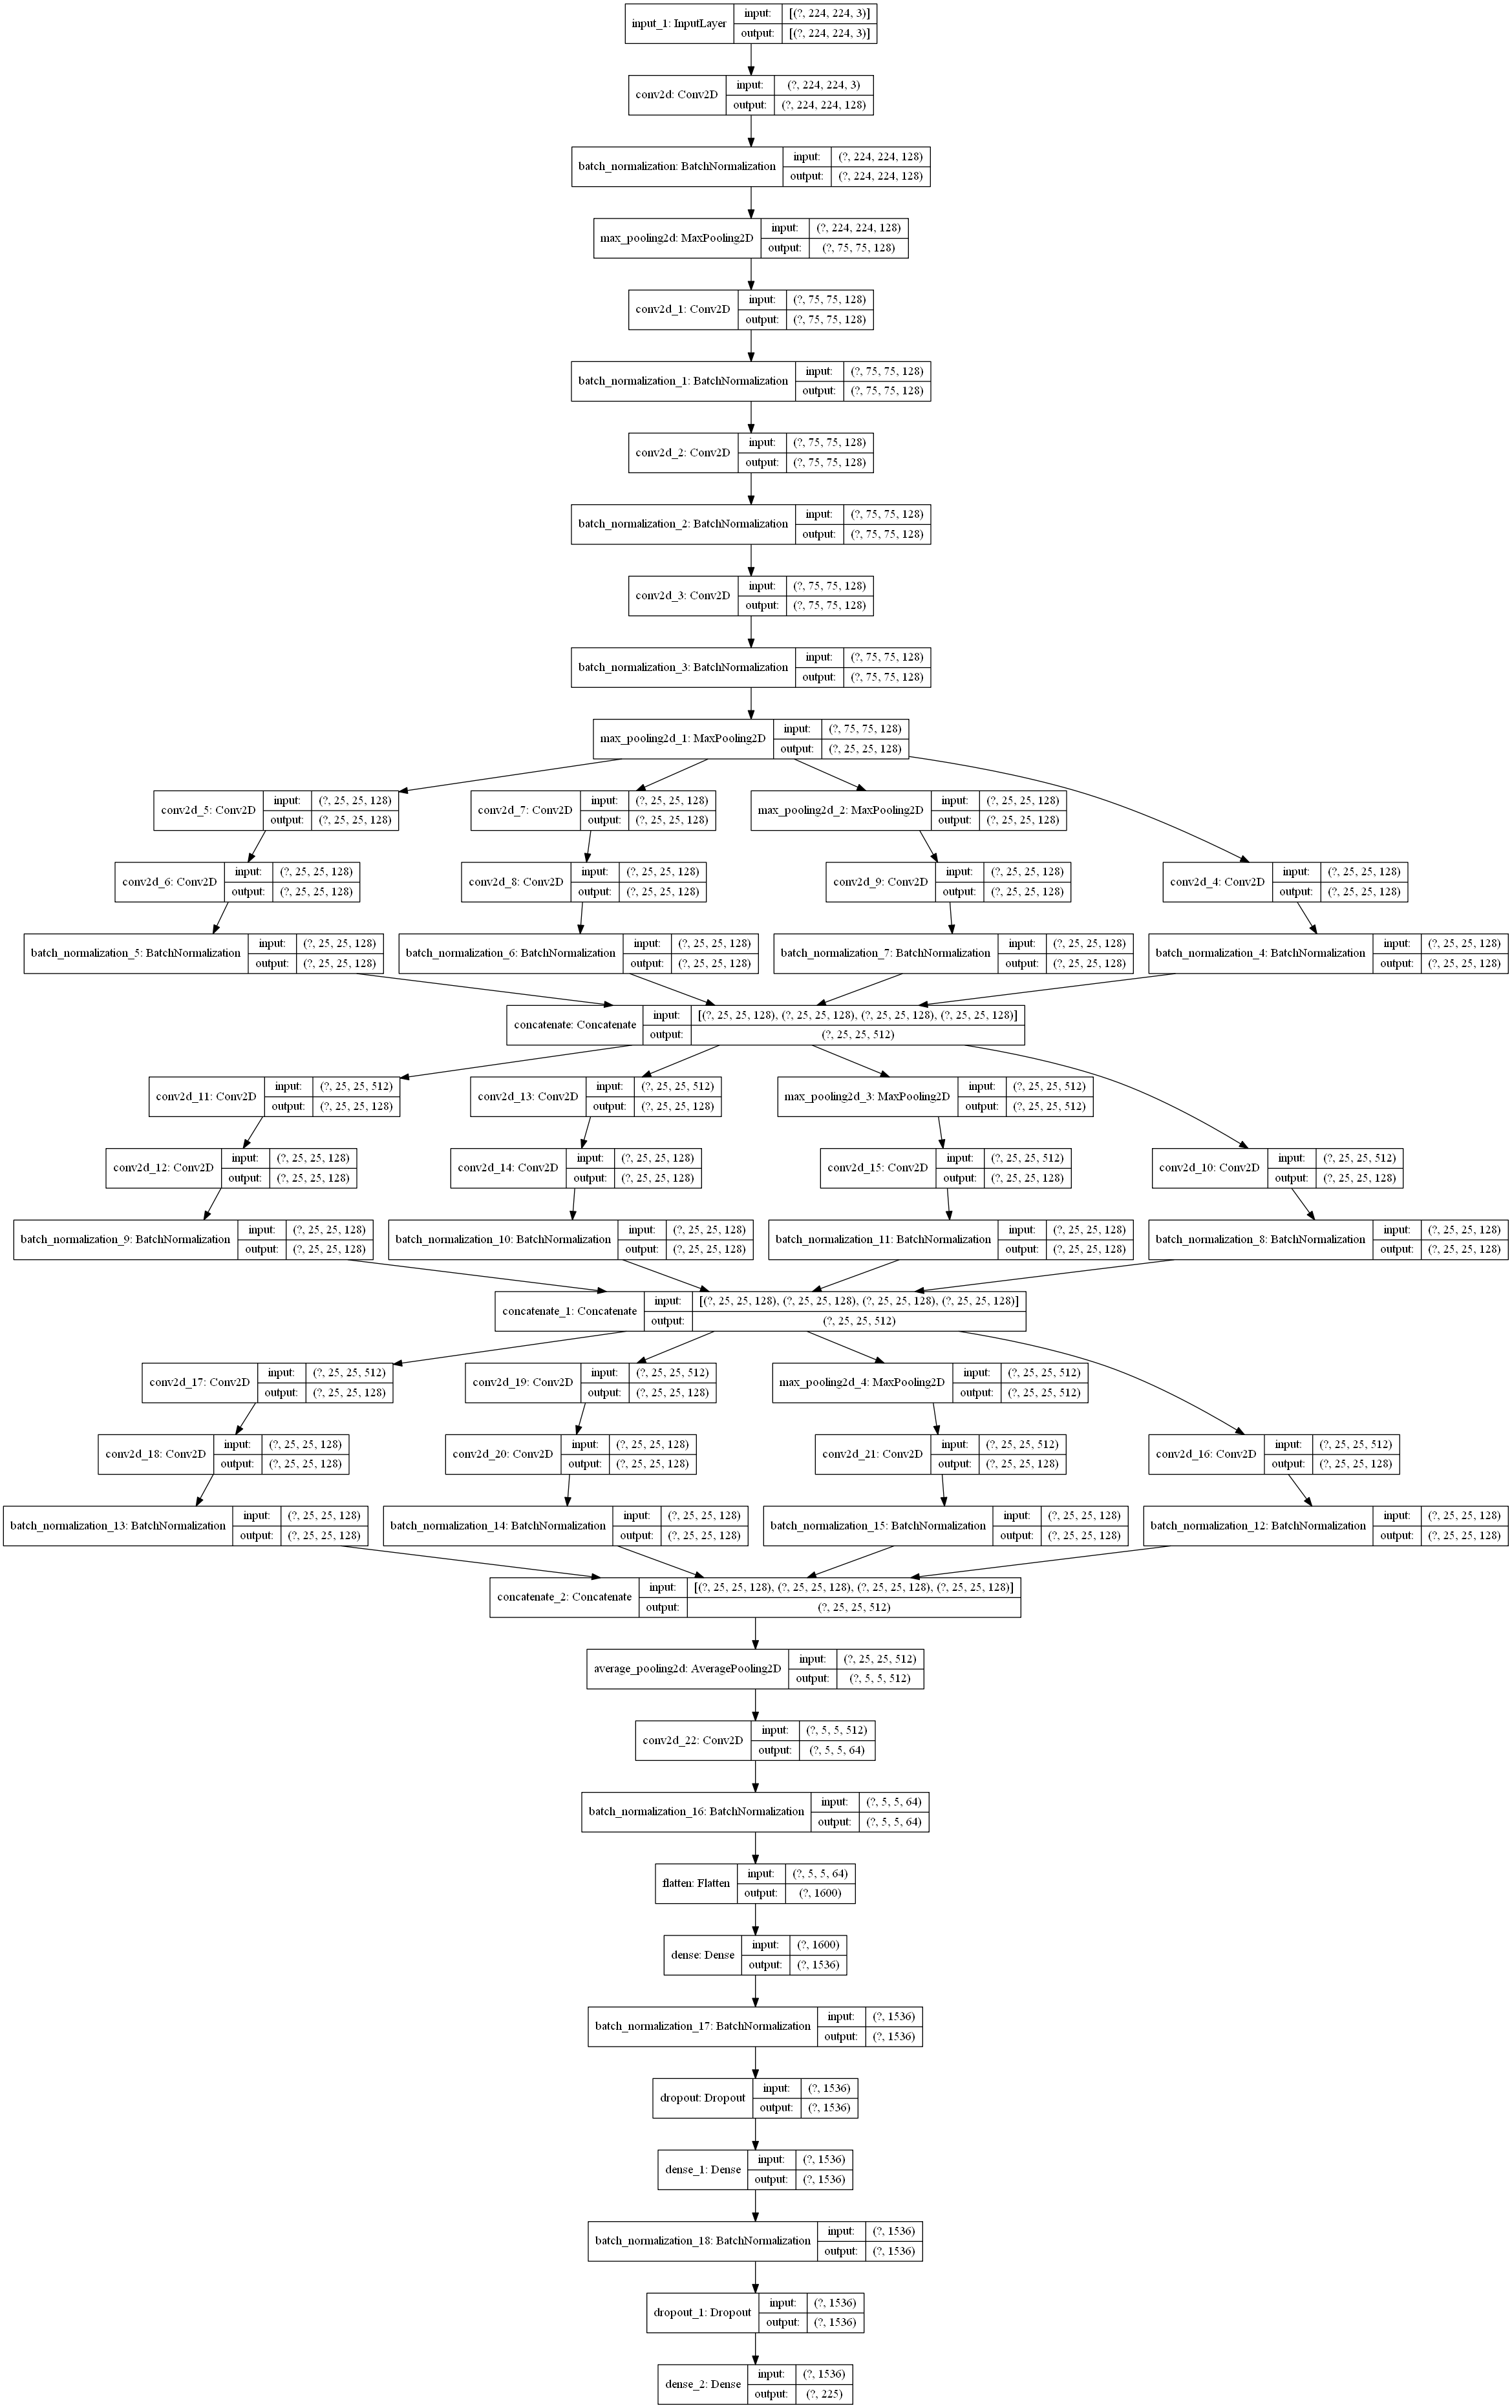 input_1: InputLayer
input: [(?, 224, 224, 3)]
output: [(?, 224, 224, 3)]
conv2d: Conv2D
input: (?, 224, 224, 3)
output: (?, 224, 224, 128)
batch_normalization: BatchNormalization
input: (?, 224, 224, 128)
output: (?, 224, 224, 128)
max_pooling2d: MaxPooling2D
input: (?, 224, 224, 128)
output: (?, 75, 75, 128)
conv2d_1: Conv2D
input: (?, 75, 75, 128)
output: (?, 75, 75, 128)
batch_normalization_1: BatchNormalization
input: (?, 75, 75, 128)
output: (?, 75, 75, 128)
conv2d_2: Conv2D
input: (?, 75, 75, 128)
output: (?, 75, 75, 128)
batch_normalization_2: BatchNormalization
input: (?, 75, 75, 128)
output: (?, 75, 75, 128)
conv2d_3: Conv2D
input: (?, 75, 75, 128)
output: (?, 75, 75, 128)
batch_normalization_3: BatchNormalization
input: (?, 75, 75, 128)
output: (?, 75, 75, 128)
max_pooling2d_1: MaxPooling2D
input: (?, 75, 75, 128)
output: (?, 25, 25, 128)
conv2d_5: Conv2D
input: (?, 25, 25, 128)
output: (?, 25, 25, 128)
conv2d_7: Conv2D
input: (?, 25, 25, 128)
output: (?, 25, 25, 128)
max_pooling2d_2: MaxPooling2D
input: (?, 25, 25, 128)
output: (?, 25, 25, 128)
conv2d_6: Conv2D
input: (?, 25, 25, 128)
output: (?, 25, 25, 128)
conv2d_8: Conv2D
input: (?, 25, 25, 128)
output: (?, 25, 25, 128)
conv2d_9: Conv2D
input: (?, 25, 25, 128)
output: (?, 25, 25, 128)
conv2d_4: Conv2D
input: (?, 25, 25, 128)
output: (?, 25, 25, 128)
batch_normalization_5: BatchNormalization
input: (?, 25, 25, 128)
output: (?, 25, 25, 128)
batch_normalization_6: BatchNormalization
input: (?, 25, 25, 128)
output: (?, 25, 25, 128)
batch_normalization_7: BatchNormalization
input: (?, 25, 25, 128)
output: (?, 25, 25, 128)
batch_normalization_4: BatchNormalization
input: (?, 25, 25, 128)
output: (?, 25, 25, 128)
concatenate: Concatenate
input: [(?, 25, 25, 128), (?, 25, 25, 128), (?, 25, 25, 128), (?, 25, 25, 128)]
output: (?, 25, 25, 512)
conv2d_11: Conv2D
input: (?, 25, 25, 512)
output: (?, 25, 25, 128)
conv2d_13: Conv2D
input: (?, 25, 25, 512)
output: (?, 25, 25, 128)
max_pooling2d_3: MaxPooling2D
input: (?, 25, 25, 512)
output: (?, 25, 25, 512)
conv2d_12: Conv2D
input: (?, 25, 25, 128)
output: (?, 25, 25, 128)
conv2d_14: Conv2D
input: (?, 25, 25, 128)
output: (?, 25, 25, 128)
conv2d_15: Conv2D
input: (?, 25, 25, 512)
output: (?, 25, 25, 128)
conv2d_10: Conv2D
input: (?, 25, 25, 512)
output: (?, 25, 25, 128)
batch_normalization_9: BatchNormalization
input: (?, 25, 25, 128)
output: (?, 25, 25, 128)
batch_normalization_10: BatchNormalization
input: (?, 25, 25, 128)
output: (?, 25, 25, 128)
batch_normalization_11: BatchNormalization
input: (?, 25, 25, 128)
output: (?, 25, 25, 128)
batch_normalization_8: BatchNormalization
input: (?, 25, 25, 128)
output: (?, 25, 25, 128)
concatenate_1: Concatenate
input: [(?, 25, 25, 128), (?, 25, 25, 128), (?, 25, 25, 128), (?, 25, 25, 128)]
output: (?, 25, 25, 512)
conv2d_17: Conv2D
input: (?, 25, 25, 512)
output: (?, 25, 25, 128)
conv2d_19: Conv2D
input: (?, 25, 25, 512)
output: (?, 25, 25, 128)
max_pooling2d_4: MaxPooling2D
input: (?, 25, 25, 512)
output: (?, 25, 25, 512)
conv2d_18: Conv2D
input: (?, 25, 25, 128)
output: (?, 25, 25, 128)
conv2d_20: Conv2D
input: (?, 25, 25, 128)
output: (?, 25, 25, 128)
conv2d_21: Conv2D
input: (?, 25, 25, 512)
output: (?, 25, 25, 128)
conv2d_16: Conv2D
input: (?, 25, 25, 512)
output: (?, 25, 25, 128)
batch_normalization_13: BatchNormalization
input: (?, 25, 25, 128)
output: (?, 25, 25, 128)
batch_normalization_14: BatchNormalization
input: (?, 25, 25, 128)
output: (?, 25, 25, 128)
batch_normalization_15: BatchNormalization
input: (?, 25, 25, 128)
output: (?, 25, 25, 128)
batch_normalization_12: BatchNormalization
input: (?, 25, 25, 128)
output: (?, 25, 25, 128)
concatenate_2: Concatenate
input: [(?, 25, 25, 128), (?, 25, 25, 128), (?, 25, 25, 128), (?, 25, 25, 128)]
output: (?, 25, 25, 512)
average_pooling2d: AveragePooling2D
input: (?, 25, 25, 512)
output: (?, 5, 5, 512)
conv2d_22: Conv2D
input: (?, 5, 5, 512)
output: (?, 5, 5, 64)
batch_normalization_16: BatchNormalization
input: (?, 5, 5, 64)
output: (?, 5, 5, 64)
flatten: Flatten
input: (?, 5, 5, 64)
output: (?, 1600)
dense: Dense
input: (?, 1600)
output: (?, 1536)
batch_normalization_17: BatchNormalization
input: (?, 1536)
output: (?, 1536)
dropout: Dropout
input: (?, 1536)
output: (?, 1536)
dense_1: Dense
input: (?, 1536)
output: (?, 1536)
batch_normalization_18: BatchNormalization
input: (?, 1536)
output: (?, 1536)
dropout_1: Dropout
input: (?, 1536)
output: (?, 1536)
dense_2: Dense
input: (?, 1536)
output: (?, 225)